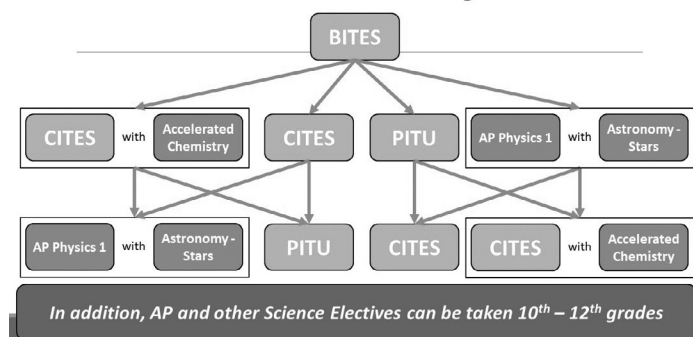 BITES
CITES with Accelerated Chemistry
CITES
PITU
AP Physics 1 with Astronomy - Stars
AP Physics 1 with Astronomy - Stars
PITU
CITES
CITES with Accelerated Chemistry
In addition, AP and other Science Electives can be taken 10th – 12th grades